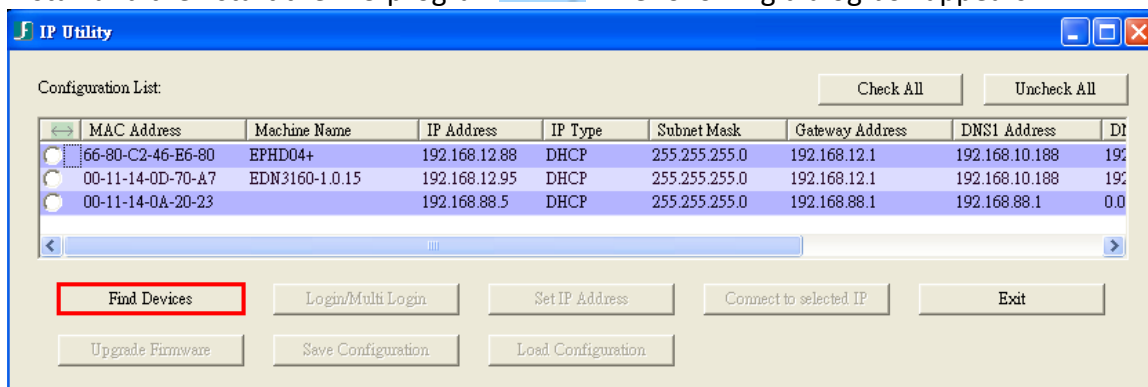 IP Utility
Configuration List:
Check All Uncheck All
MAC Address Machine Name IP Address IP Type Subnet Mask Gateway Address DNS1 Address
66-80-C2-46-E6-80 EPHD04+ 192.168.12.88 DHCP 255.255.255.0 192.168.12.1 192.168.10.188 192
00-11-14-0D-70-A7 EDN3160-1.0.15 192.168.12.95 DHCP 255.255.255.0 192.168.12.1 192.168.10.188 192
00-11-14-0A-20-23 192.168.88.5 DHCP 255.255.255.0 192.168.88.1 192.168.88.1 0.0
Find Devices Login/Multi Login Set IP Address Connect to selected IP Exit
Upgrade Firmware Save Configuration Load Configuration